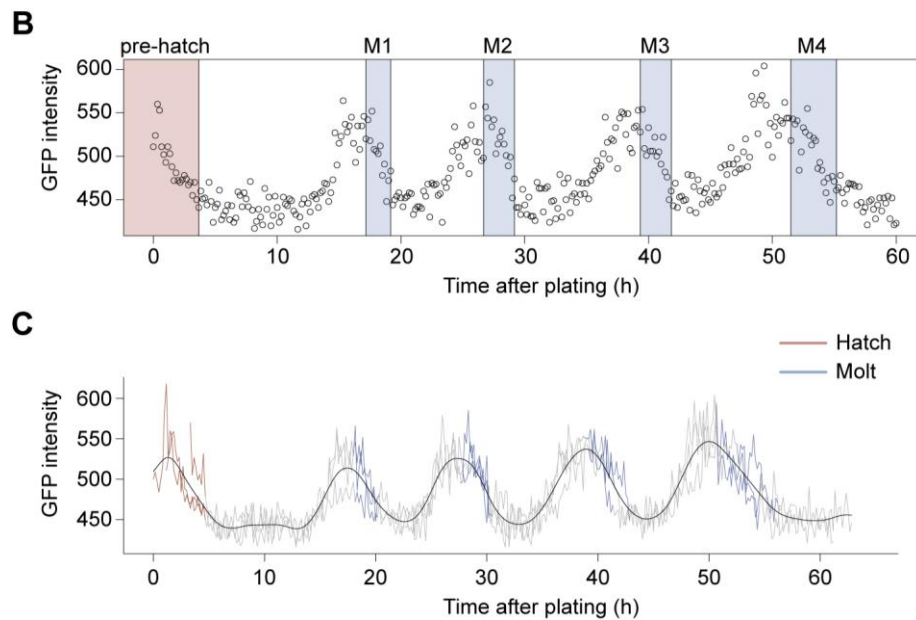 B
pre-hatch M1 M2 M3 M4
600
550
500
450
GFP intensity
0 10 20 30 40 50 60
Time after plating (h)
C
Hatch
Molt
600
550
500
450
GFP intensity
0 10 20 30 40 50 60
Time after plating (h)